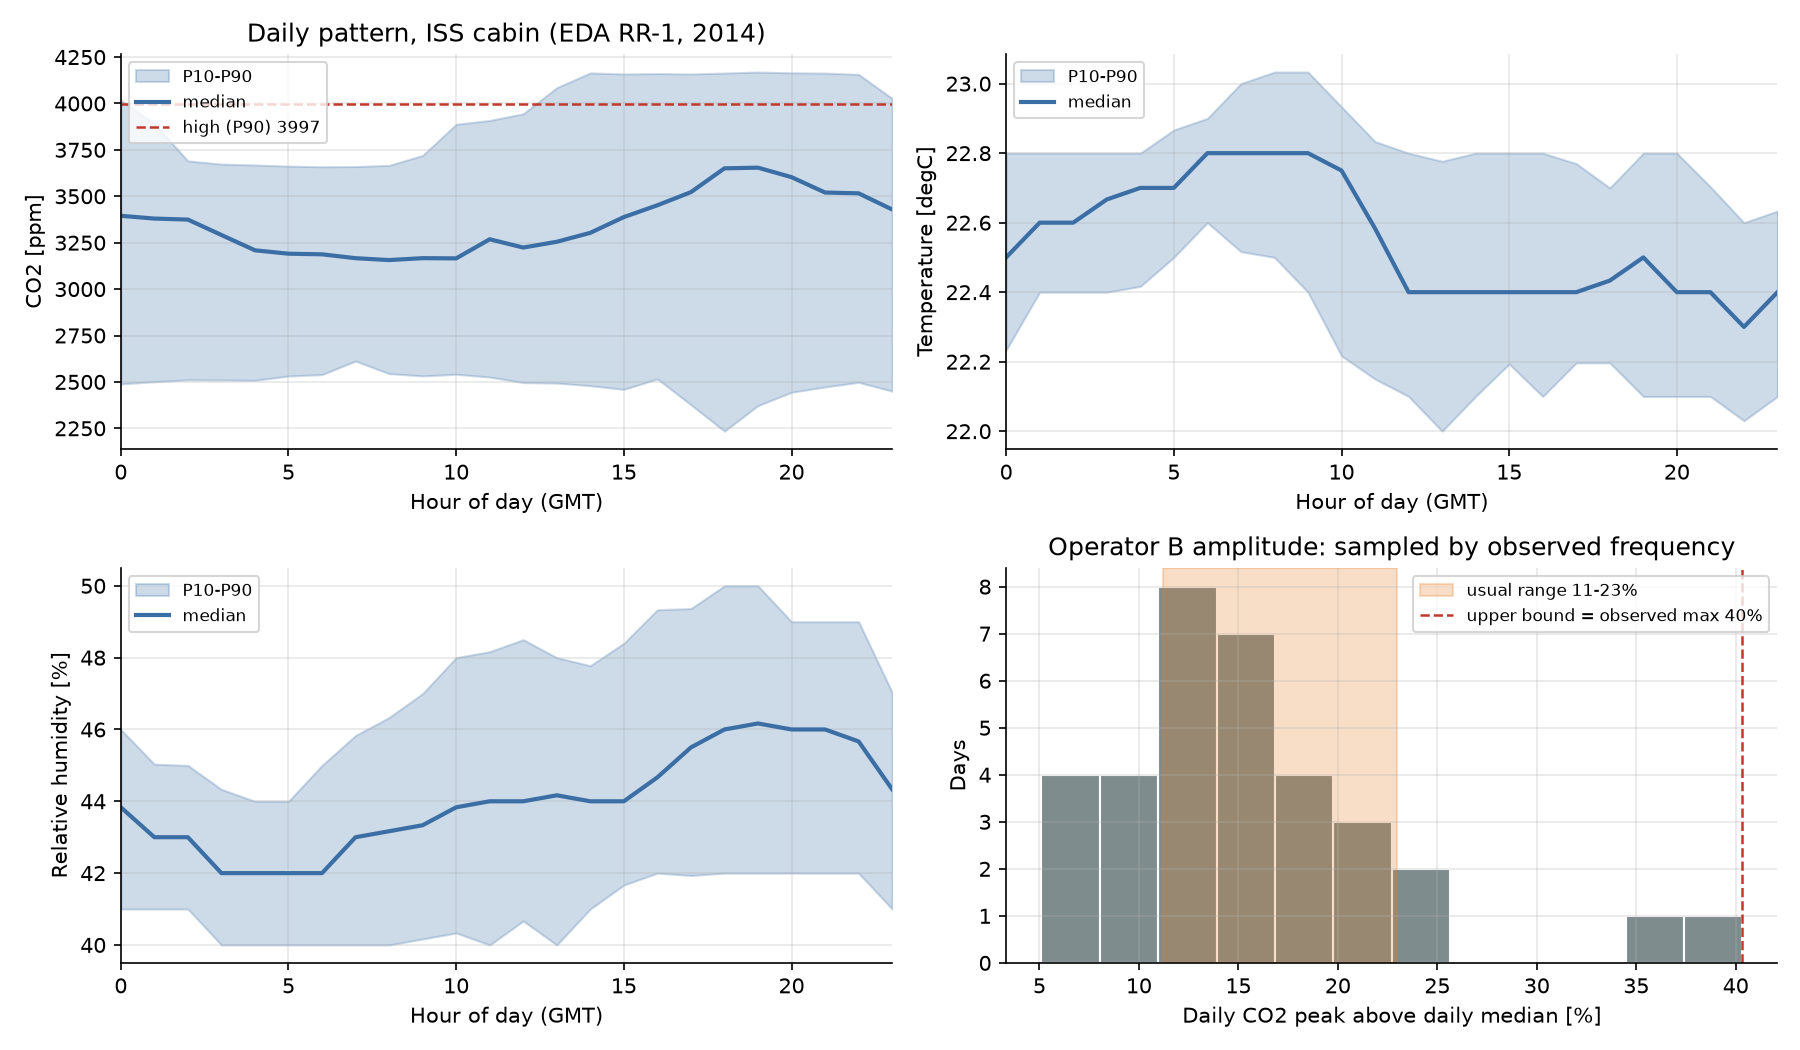 Daily pattern, ISS cabin (EDA RR-1, 2014)
4250
4000
3750
3500
3250
3000
2750
2500
2250
CO2 [ppm]
P10-P90
median
high (P90) 3997
0 5 10 15 20
Hour of day (GMT)
23.0
22.8
22.6
22.4
22.2
22.0
Temperature [degC]
P10-P90
median
0 5 10 15 20
Hour of day (GMT)
50
48
46
44
42
40
Relative humidity [%]
P10-P90
median
0 5 10 15 20
Hour of day (GMT)
Operator B amplitude: sampled by observed frequency
8
7
6
5
4
3
2
1
0
Days
usual range 11-23%
upper bound = observed max 40%
5 10 15 20 25 30 35 40
Daily CO2 peak above daily median [%]